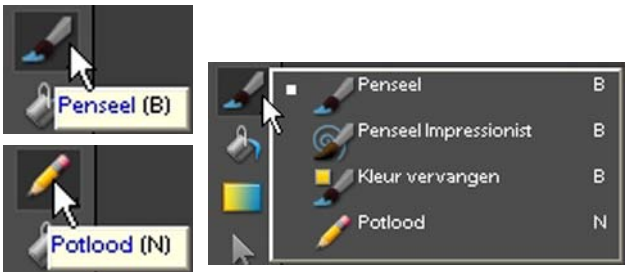 Penseel (B)
Potlood (N)
Penseel B
Penseel Impressionist B
Kleur vervangen B
Potlood N